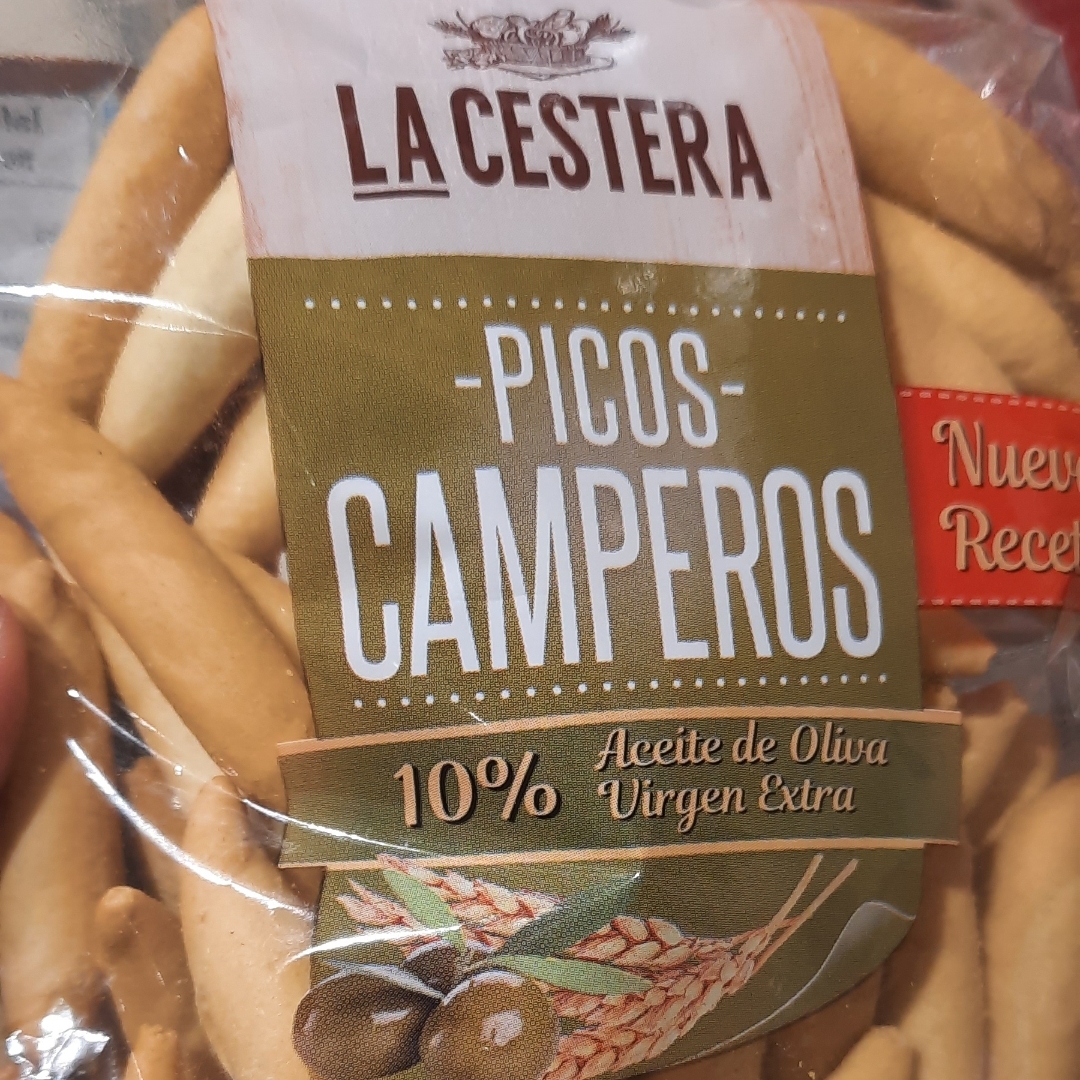 LA CESTERA
-PICOS-
CAMPEROS
10% Aceite de Oliva
Virgen Extra